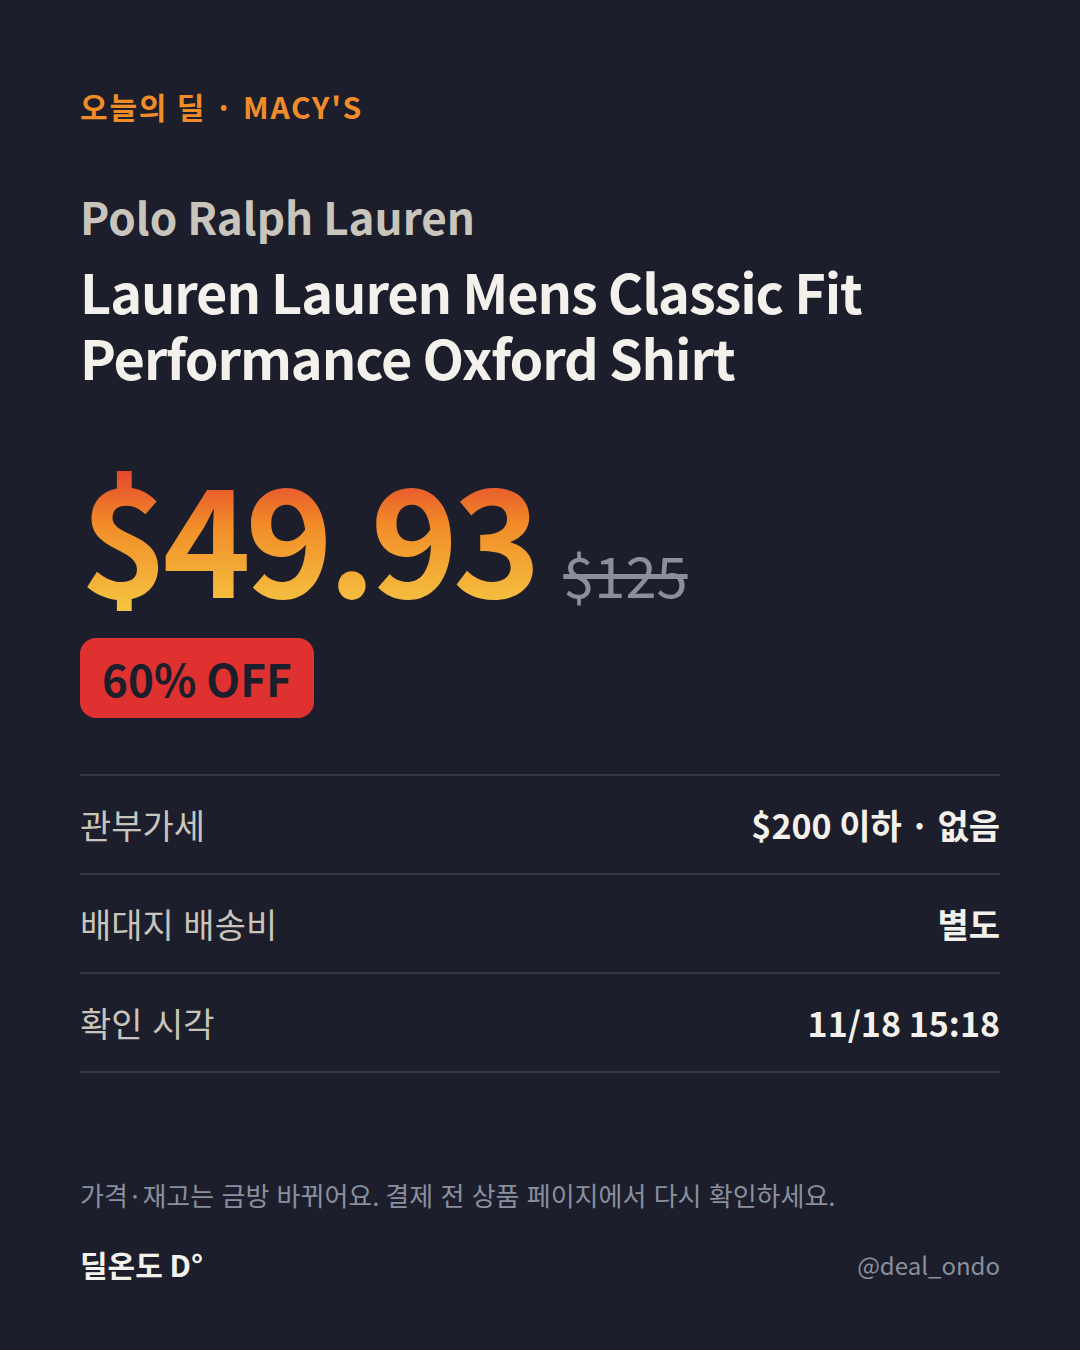 오늘의 딜 · MACY'S
Polo Ralph Lauren
Lauren Lauren Mens Classic Fit
Performance Oxford Shirt
$49.93 $125
60% OFF
관부가세 $200 이하 · 없음
배대지 배송비 별도
확인 시각 11/18 15:18
가격·재고는 금방 바뀌어요. 결제 전 상품 페이지에서 다시 확인하세요.
딜온도 D° @deal_ondo